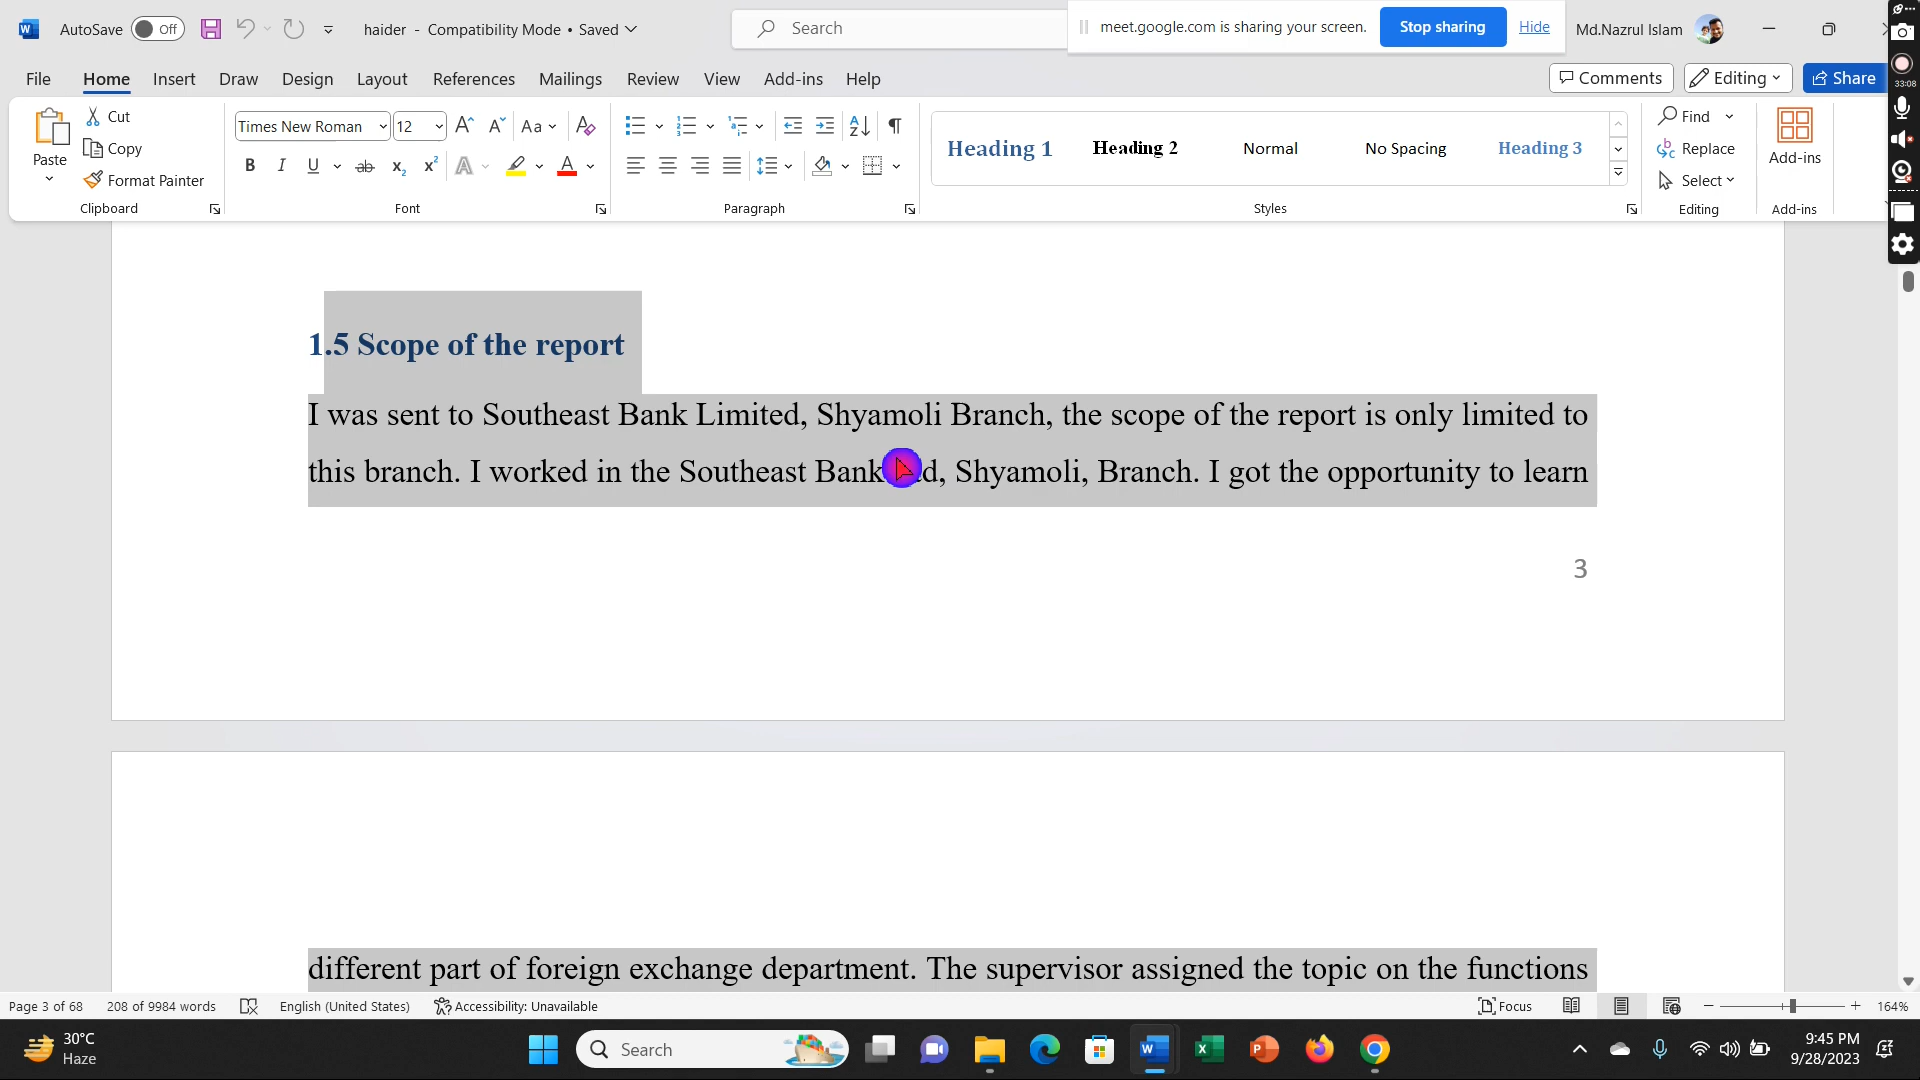 AutoSave Off haider - Compatibility Mode • Saved Search meet.google.com is sharing your screen. Stop sharing Hide Md.Nazrul Islam
File Home Insert Draw Design Layout References Mailings Review View Add-ins Help Comments Editing Share
33:08
Paste Cut Copy Format Painter
Times New Roman 12 Aa
Heading 1 Heading 2 Normal No Spacing Heading 3
Find Replace Select
Add-ins
Clipboard Font Paragraph Styles Editing Add-ins
1.5 Scope of the report
I was sent to Southeast Bank Limited, Shyamoli Branch, the scope of the report is only limited to
this branch. I worked in the Southeast Bank d, Shyamoli, Branch. I got the opportunity to learn
3
different part of foreign exchange department. The supervisor assigned the topic on the functions
Page 3 of 68 208 of 9984 words English (United States) Accessibility: Unavailable Focus 164%
30°C
Haze
Search
9:45 PM
9/28/2023